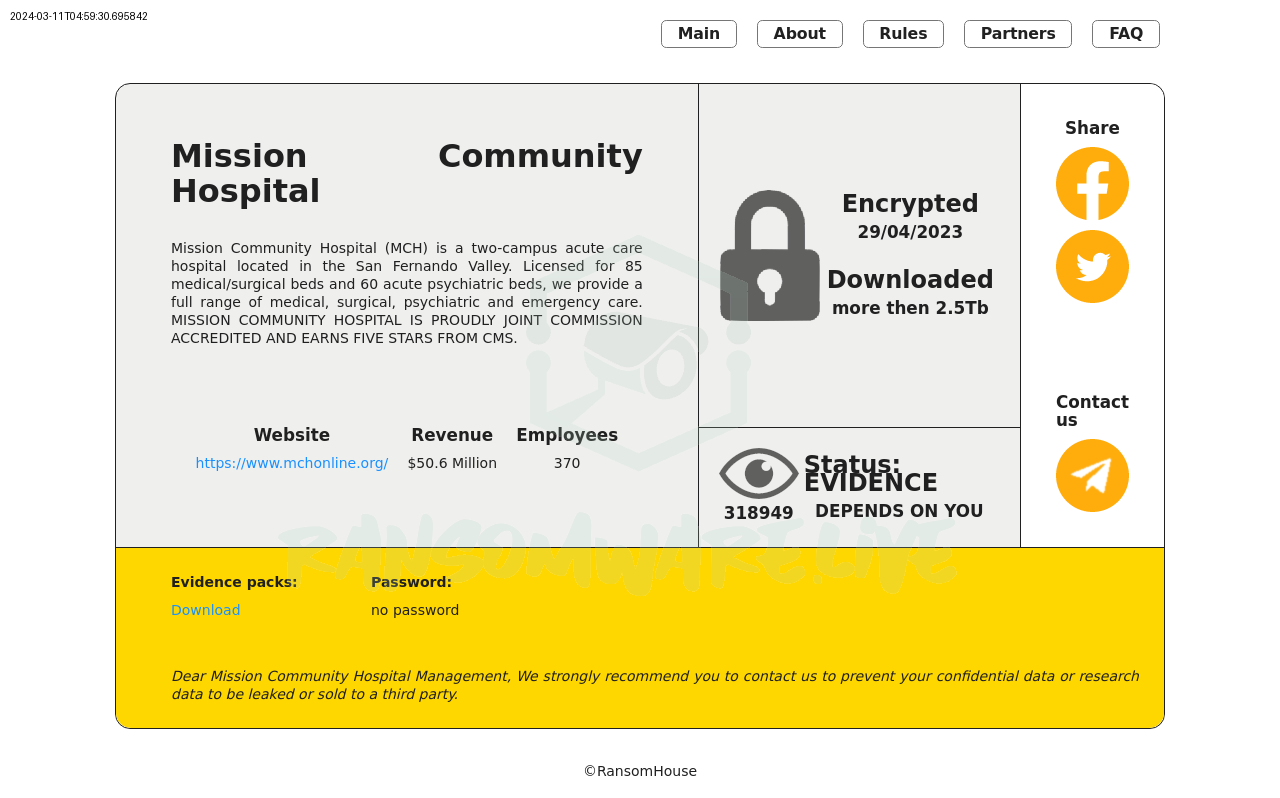 2024-03-11T04:59:30.695842
Main About Rules Partners FAQ
Mission Community
Hospital
Mission Community Hospital (MCH) is a two-campus acute care
hospital located in the San Fernando Valley. Licensed for 85
medical/surgical beds and 60 acute psychiatric beds, we provide a
full range of medical, surgical, psychiatric and emergency care.
MISSION COMMUNITY HOSPITAL IS PROUDLY JOINT COMMISSION
ACCREDITED AND EARNS FIVE STARS FROM CMS.
Website Revenue Employees
https://www.mchonline.org/ $50.6 Million 370
Encrypted
29/04/2023
Downloaded
more then 2.5Tb
Status:
EVIDENCE
318949 DEPENDS ON YOU
Share
Contact
us
RANSOMWARE.LIVE
Evidence packs: Password:
Download no password
Dear Mission Community Hospital Management, We strongly recommend you to contact us to prevent your confidential data or research
data to be leaked or sold to a third party.
©RansomHouse